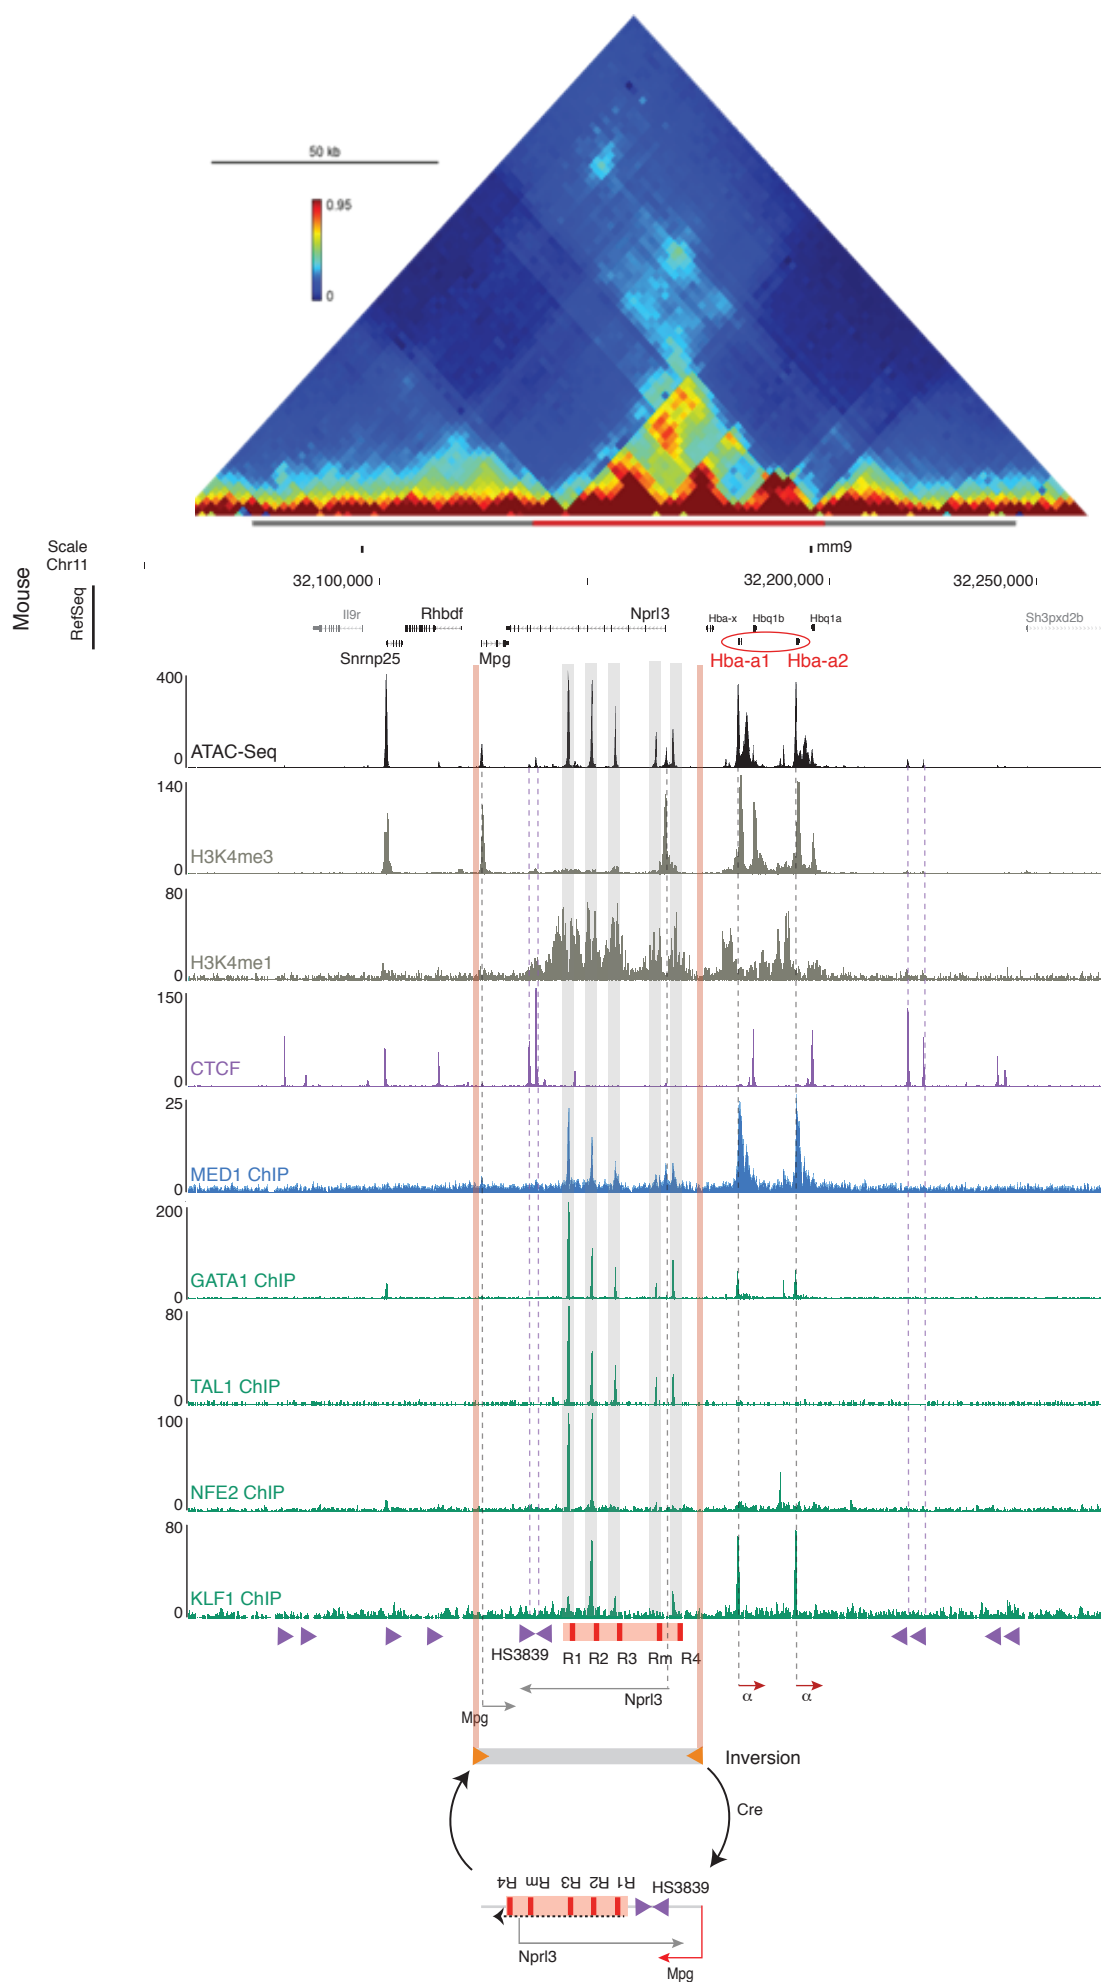 50 kb
0.95
0
Scale
mm9
Chr11
32,100,000
32,200,000
32,250,000
Mouse
RefSeq
Il9r
Rhbdf
Nprl3
Hba-x
Hbq1b
Hbq1a
Sh3pxd2b
Snrnp25
Mpg
Hba-a1
Hba-a2
400
ATAC-Seq
0
140
H3K4me3
0
80
H3K4me1
0
150
CTCF
0
25
MED1 ChIP
0
200
GATA1 ChIP
0
80
TAL1 ChIP
0
100
NFE2 ChIP
0
80
KLF1 ChIP
0
HS3839
R1 R2 R3 Rm R4
Nprl3
α
α
Mpg
Inversion
Cre
R4 Rm R3 R2 R1
HS3839
Nprl3
Mpg